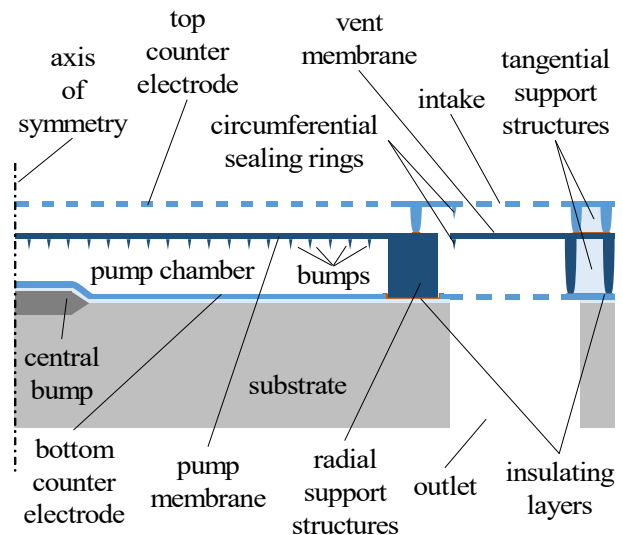 axis
of
symmetry
top
counter
electrode
vent
membrane
circumferential
sealing rings
intake
tangential
support
structures
pump chamber
bumps
central
bump
substrate
bottom
counter
electrode
pump
membrane
radial
support
structures
outlet
insulating
layers